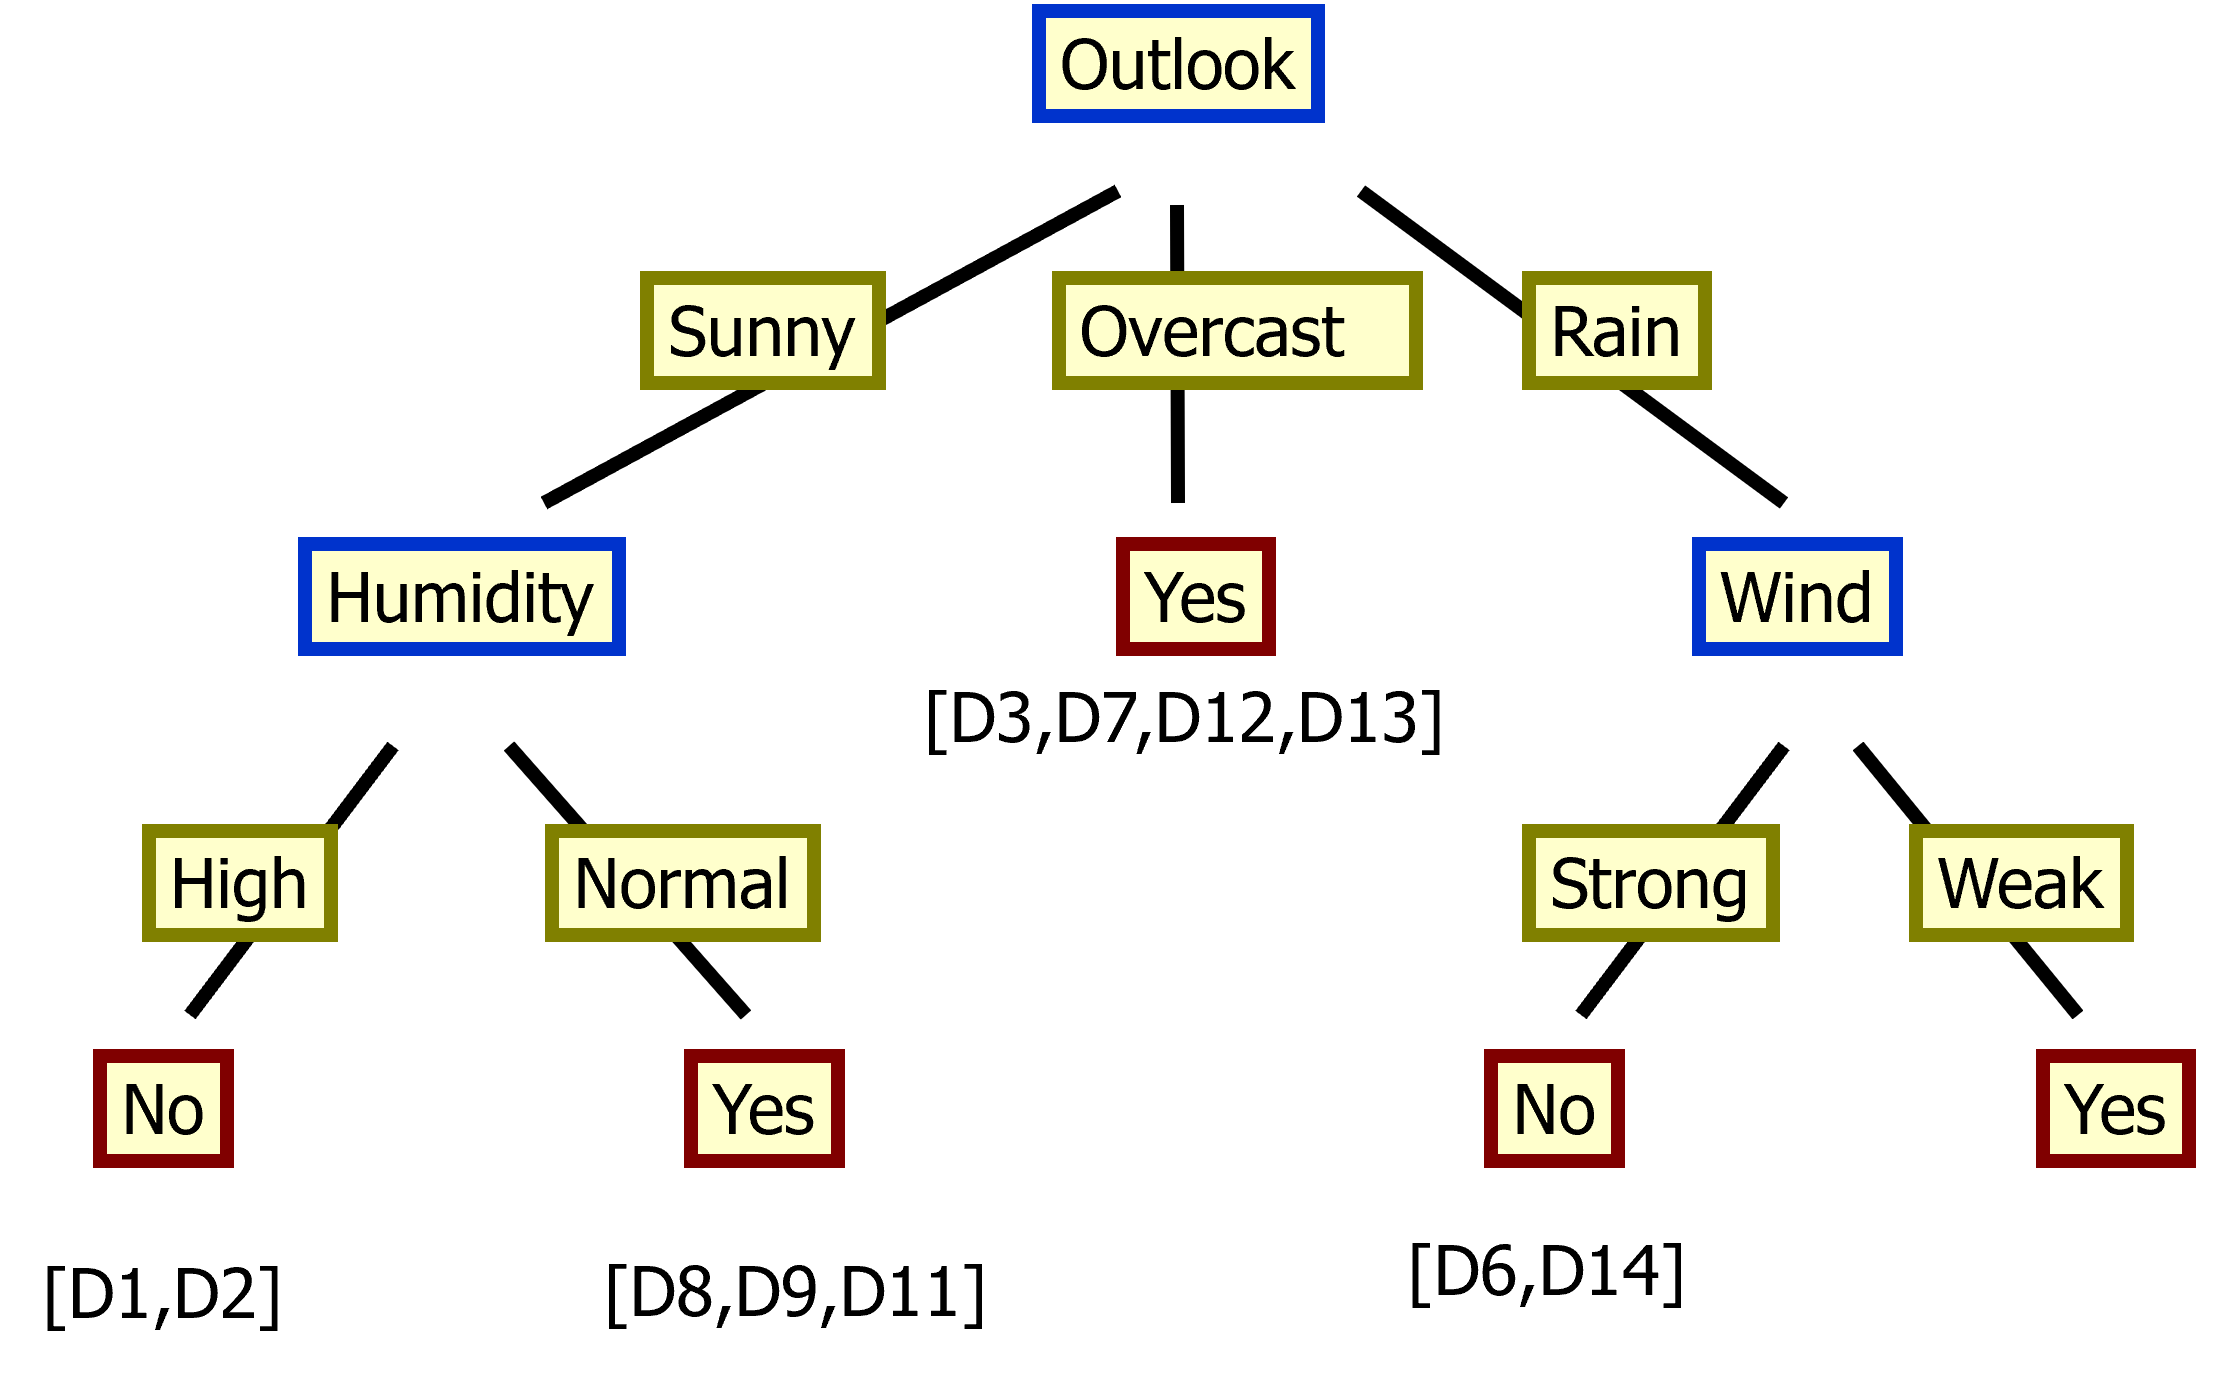 Outlook
Sunny
Overcast
Rain
Humidity
Yes
Wind
[D3,D7,D12,D13]
High
Normal
Strong
Weak
No
Yes
No
Yes
[D1,D2]
[D8,D9,D11]
[D6,D14]